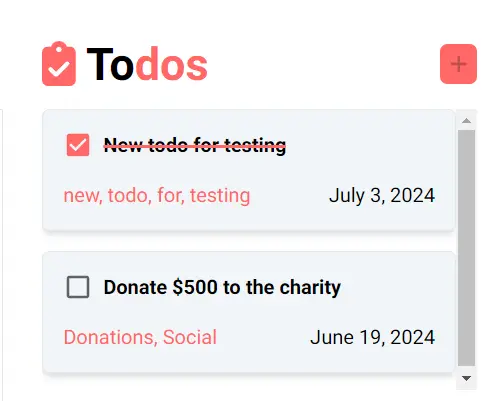 Todos
New todo for testing
new, todo, for, testing July 3, 2024
Donate $500 to the charity
Donations, Social June 19, 2024